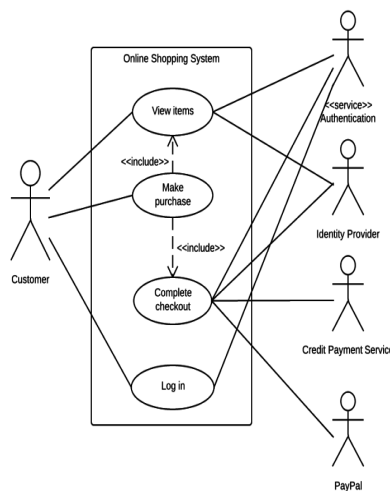 Online Shopping System
View items
<<service>>
Authentication
<<include>>
Make
purchase
Identity Provider
<<include>>
Customer
Complete
checkout
Credit Payment Service
Log in
PayPal